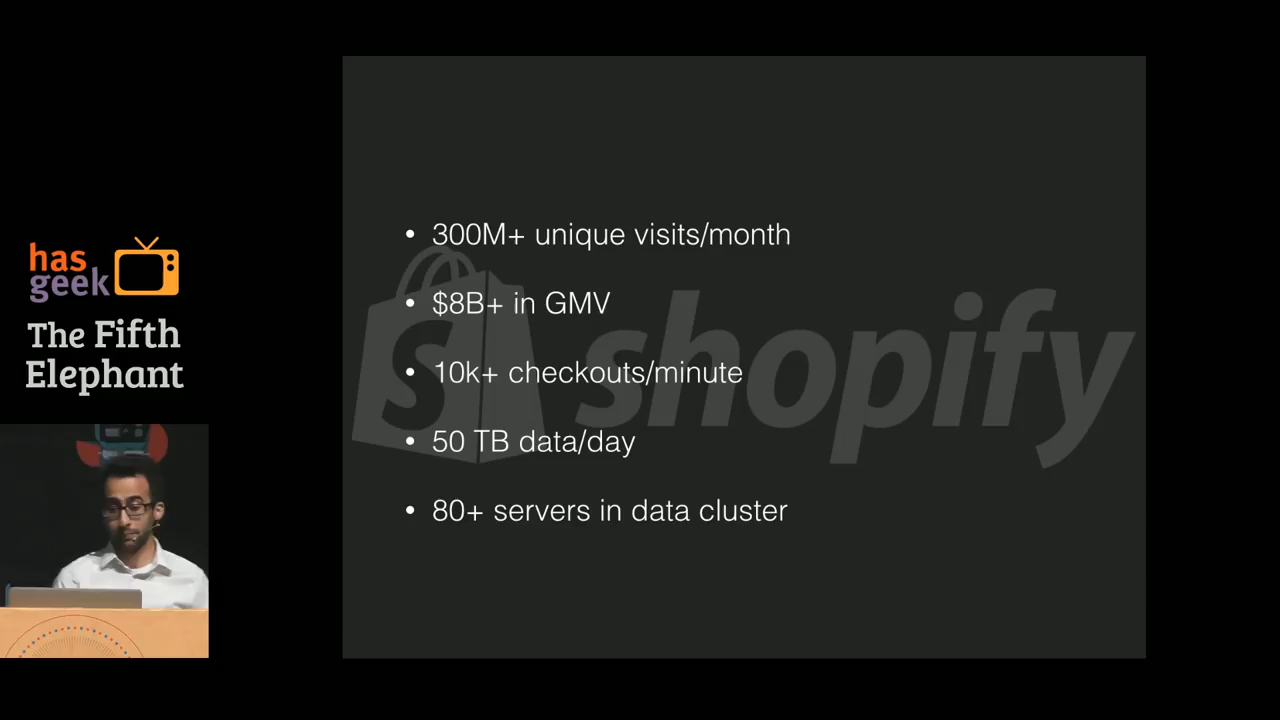 has
geek
The Fifth
Elephant
• 300M+ unique visits/month
• $8B+ in GMV
• 10k+ checkouts/minute
• 50 TB data/day
• 80+ servers in data cluster
shopify